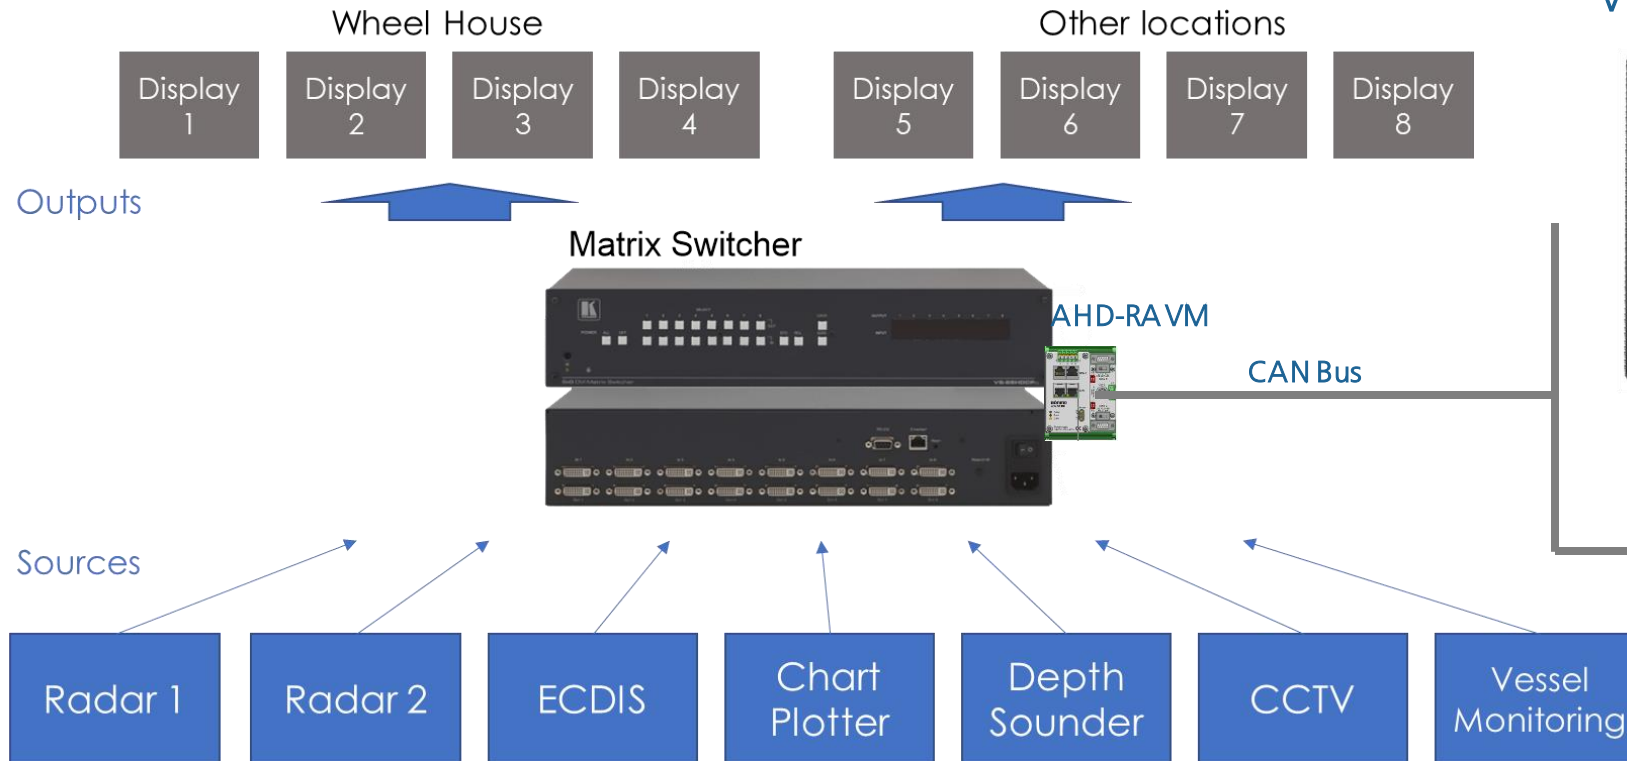 Wheel House
Other locations
Display
1
Display
2
Display
3
Display
4
Display
5
Display
6
Display
7
Display
8
Outputs
Matrix Switcher
AHD-RAVM
CAN Bus
Sources
Radar 1
Radar 2
ECDIS
Chart
Plotter
Depth
Sounder
CCTV
Vessel
Monitoring